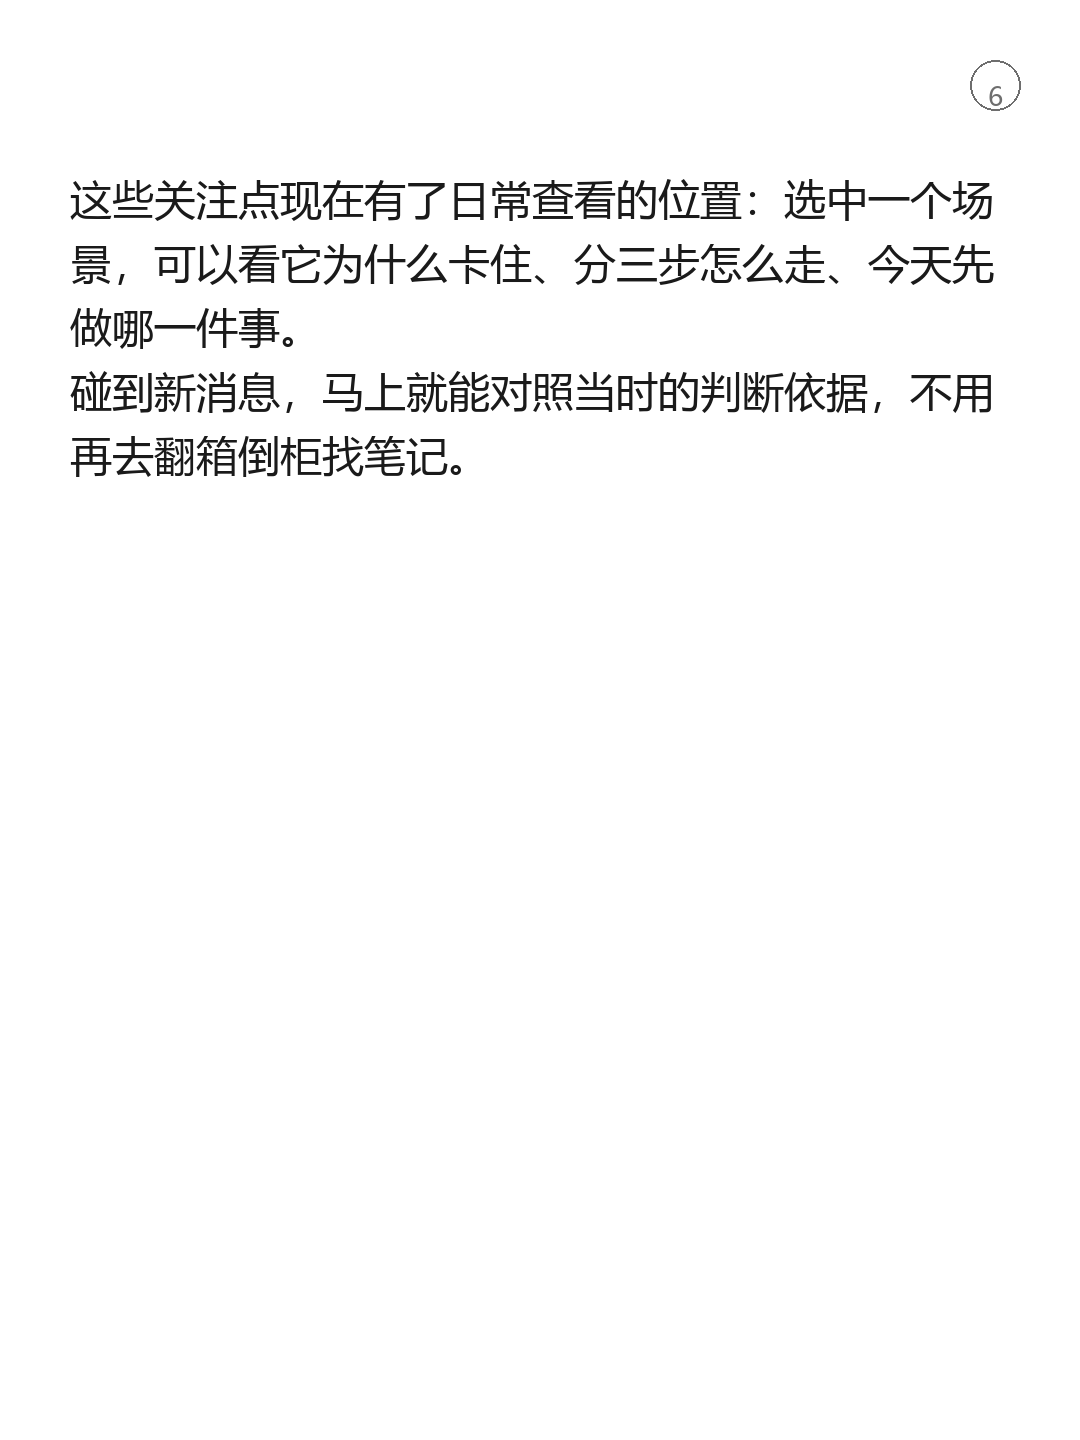 6
这些关注点现在有了日常查看的位置：选中一个场
景，可以看它为什么卡住、分三步怎么走、今天先
做哪一件事。
碰到新消息，马上就能对照当时的判断依据，不用
再去翻箱倒柜找笔记。